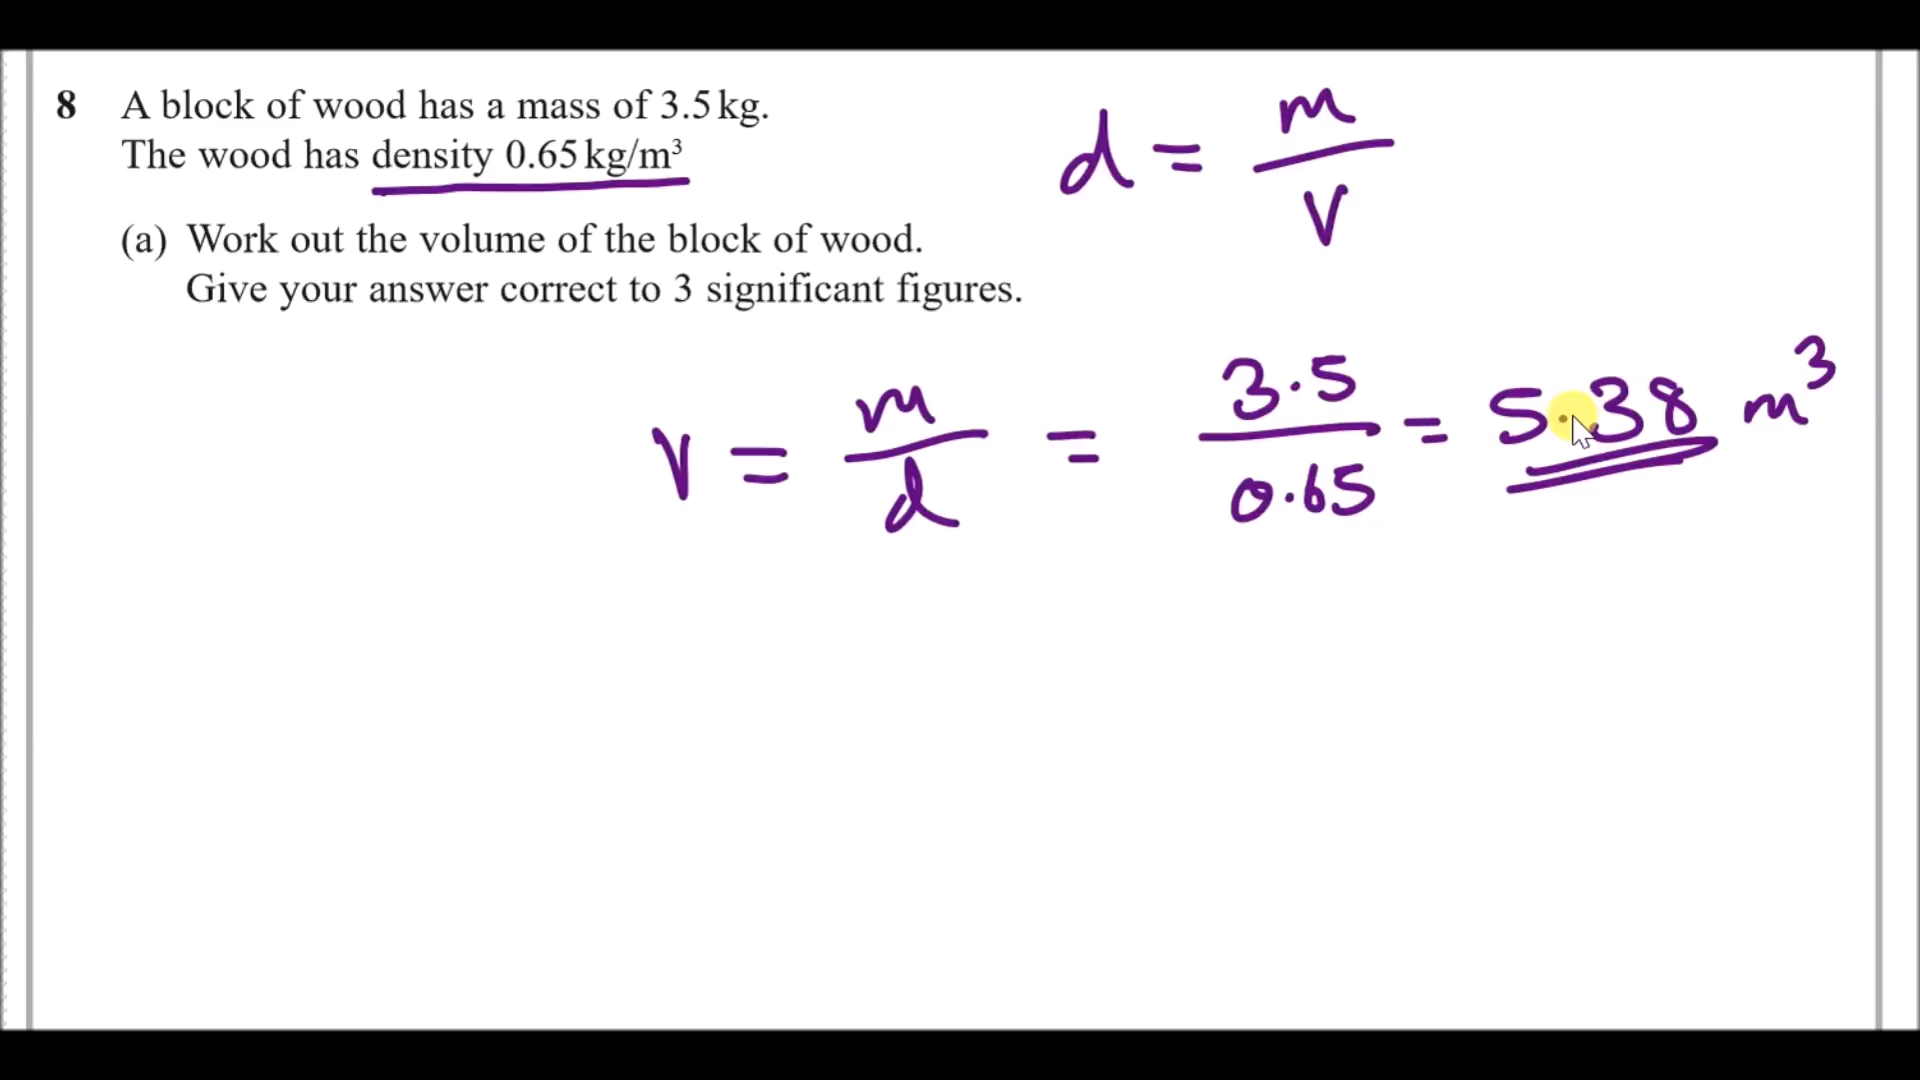 8 A block of wood has a mass of 3.5 kg.
The wood has density 0.65 kg/m³
d = m/v
(a) Work out the volume of the block of wood.
Give your answer correct to 3 significant figures.
v = m/d = 3.5/0.65 = 5.38 m³